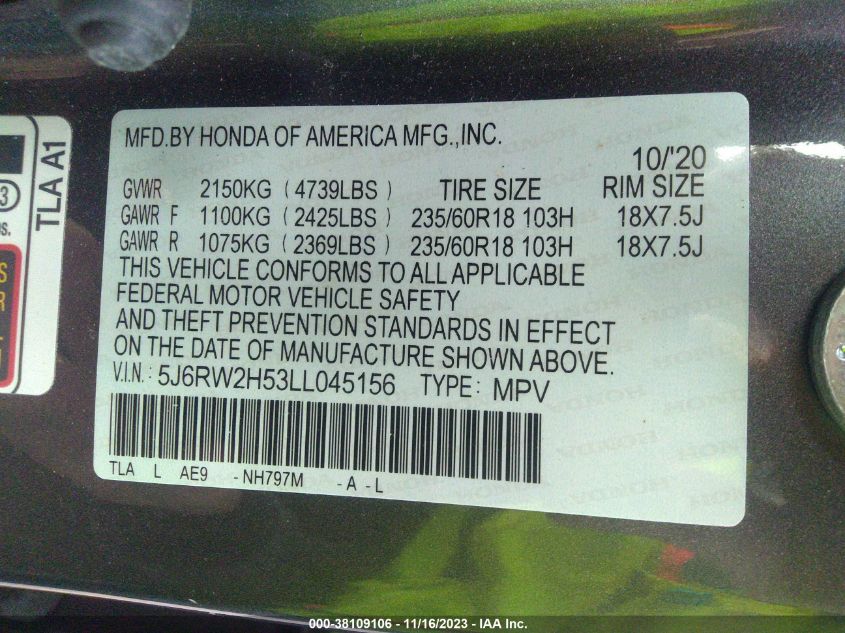 MFD.BY HONDA OF AMERICA MFG.,INC.
10/'20
GVWR 2150KG (4739LBS) TIRE SIZE RIM SIZE
GAWR F 1100KG (2425LBS) 235/60R18 103H 18X7.5J
GAWR R 1075KG (2369LBS) 235/60R18 103H 18X7.5J
THIS VEHICLE CONFORMS TO ALL APPLICABLE
FEDERAL MOTOR VEHICLE SAFETY
AND THEFT PREVENTION STANDARDS IN EFFECT
ON THE DATE OF MANUFACTURE SHOWN ABOVE.
V.I.N: 5J6RW2H53LL045156 TYPE: MPV
TLA L AE9 -NH797M -A -L
TLA A1
000-38109106 - 11/16/2023 - IAA Inc.